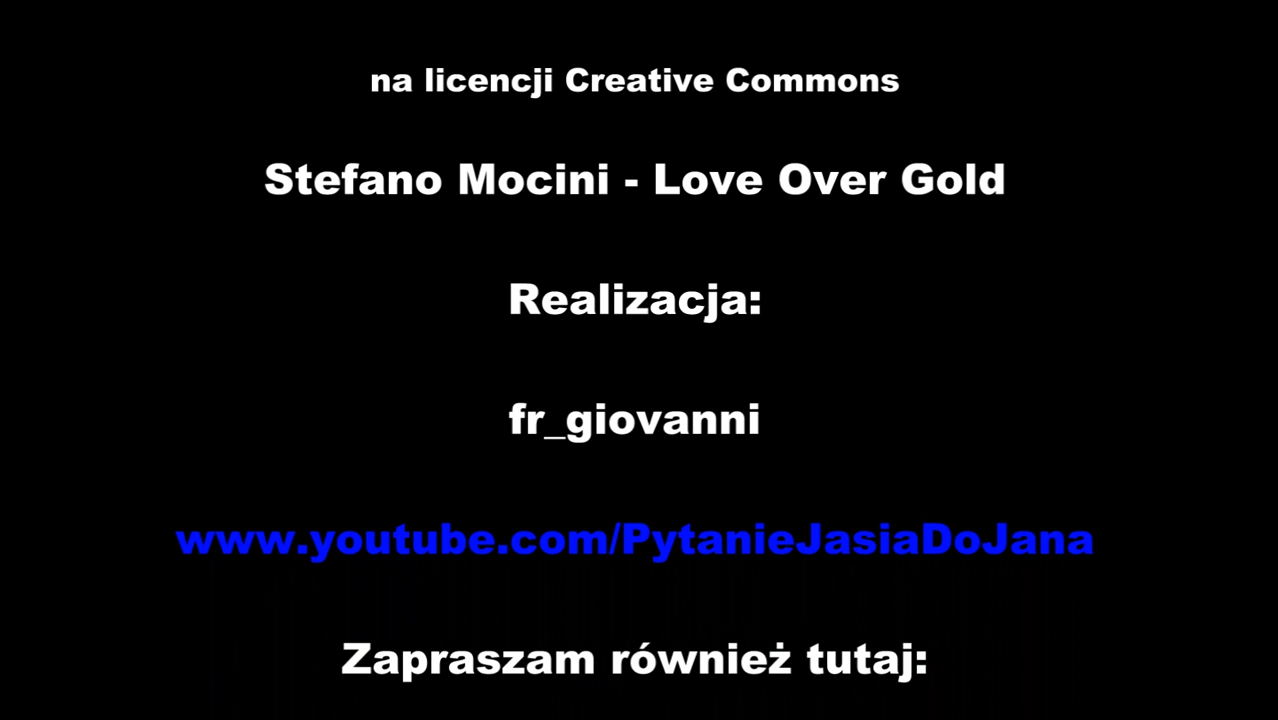 na licencji Creative Commons
Stefano Mocini - Love Over Gold
Realizacja:
fr_giovanni
www.youtube.com/PytanieJasiaDoJana
Zapraszam również tutaj: